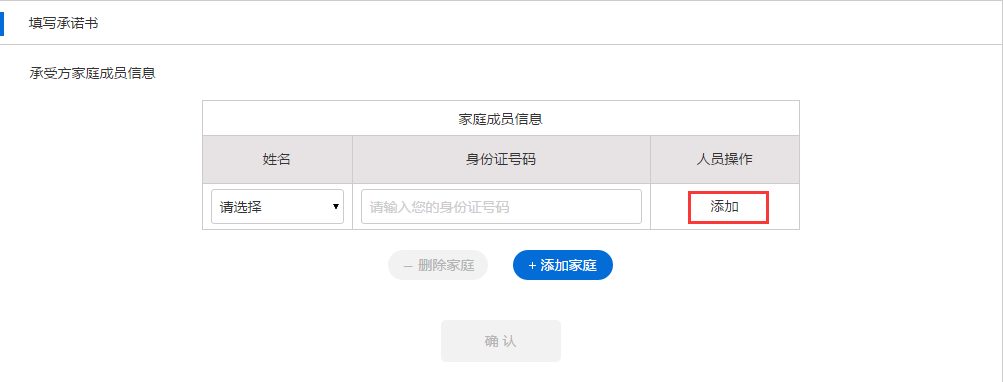 填写承诺书
承受方家庭成员信息
家庭成员信息
姓名 身份证号码 人员操作
请选择 请输入您的身份证号码 添加
－ 删除家庭 + 添加家庭
确 认